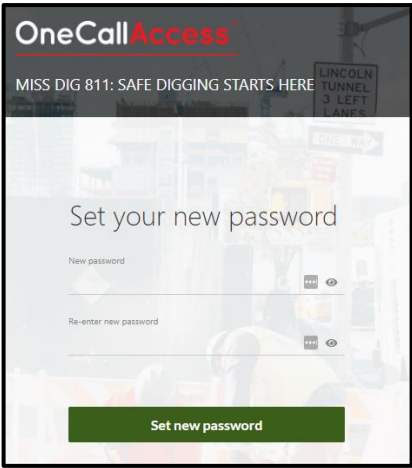 OneCallAccess™
MISS DIG 811: SAFE DIGGING STARTS HERE
LINCOLN
TUNNEL
3 LEFT
LANES
ONE WAY
Set your new password
New password
Re-enter new password
Set new password